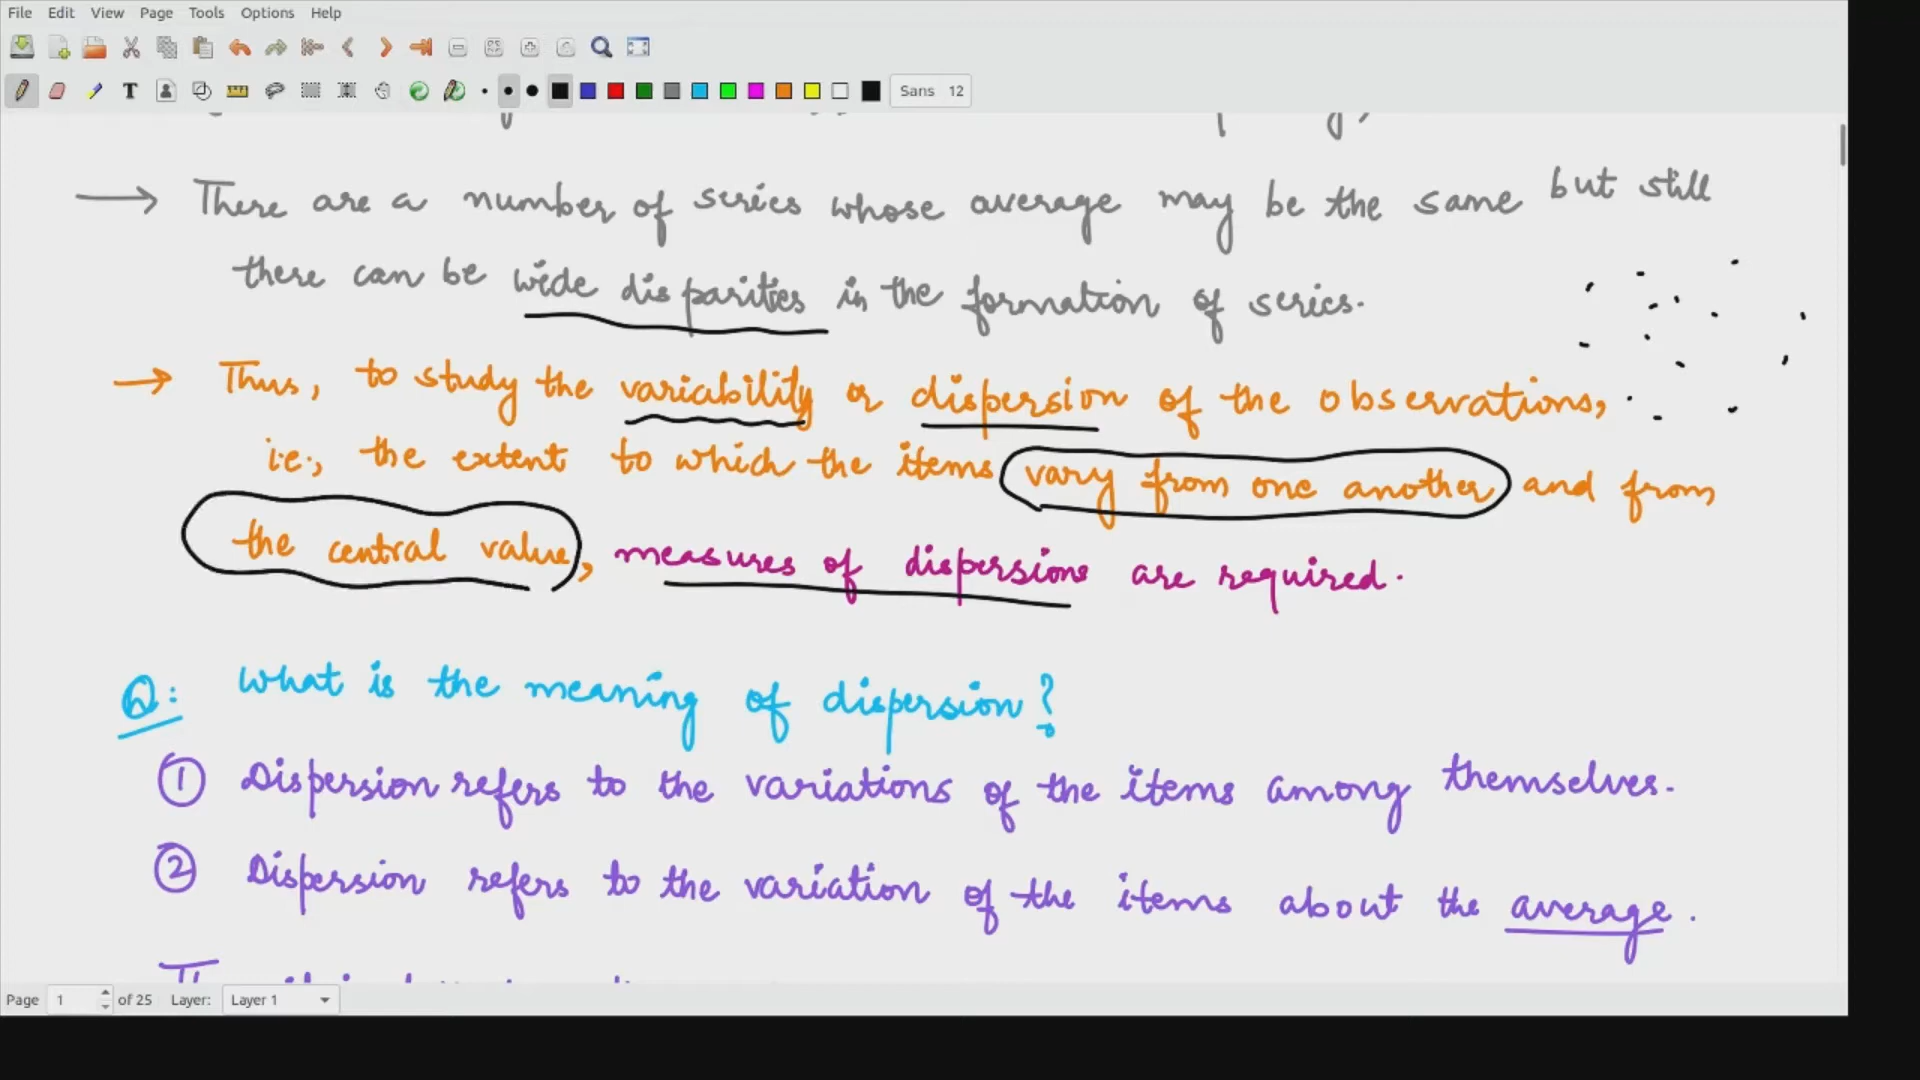 File Edit View Page Tools Options Help
Sans 12
→ There are a number of series whose average may be the same but still
there can be wide disparities in the formation of series.
→ Thus, to study the variability or dispersion of the observations,
i.e., the extent to which the items vary from one another and from
the central value, measures of dispersions are required.
Q: What is the meaning of dispersion?
① Dispersion refers to the variations of the items among themselves.
② Dispersion refers to the variation of the items about the average.
Page 1 of 25 Layer: Layer 1